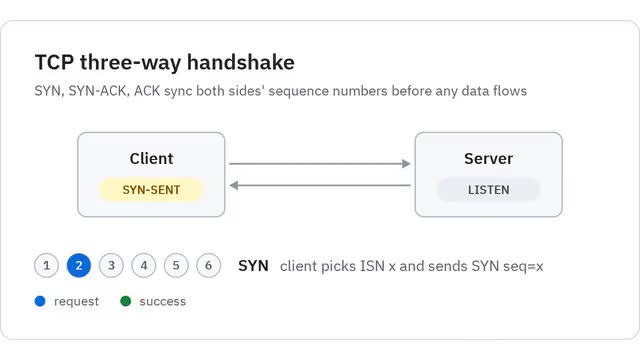 TCP three-way handshake
SYN, SYN-ACK, ACK sync both sides' sequence numbers before any data flows
Client
SYN-SENT
Server
LISTEN
1 2 3 4 5 6 SYN client picks ISN x and sends SYN seq=x
request success